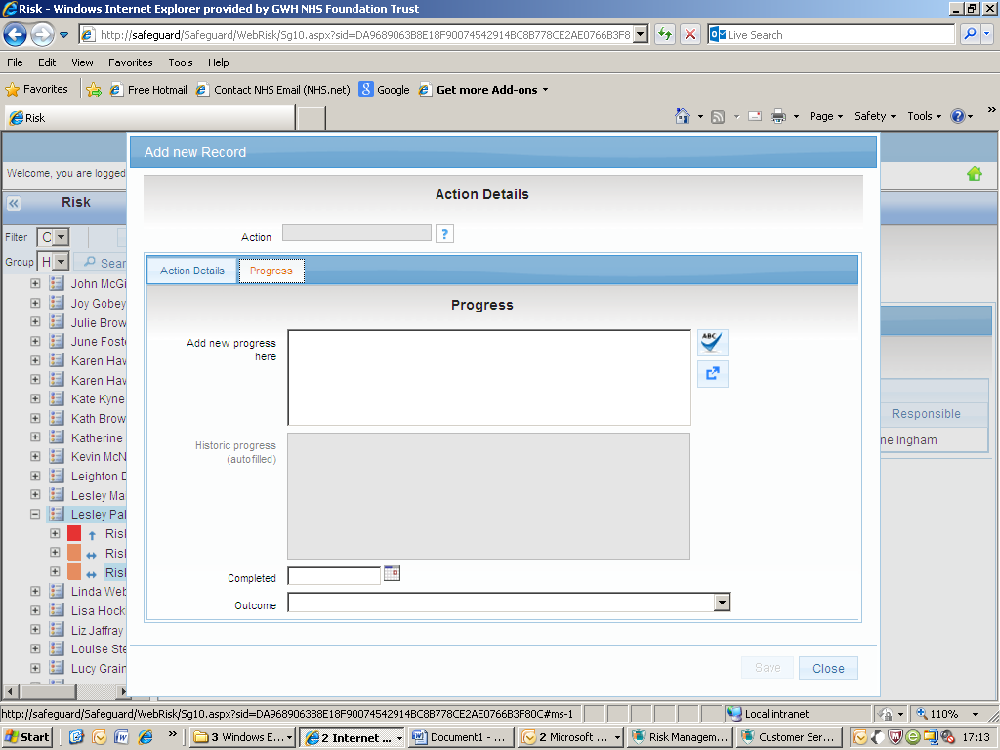 Risk - Windows Internet Explorer provided by GWH NHS Foundation Trust
http://safeguard/Safeguard/WebRisk/Sg10.aspx?sid=DA9689063B8E18F90074542914BC8B778CE2AE0766B3F8
Live Search
File Edit View Favorites Tools Help
Favorites Free Hotmail Contact NHS Email (NHS.net) Google Get more Add-ons
Risk
Page Safety Tools
Add new Record
Welcome, you are logged
Action Details
Risk
Filter C
Action ?
Group H Sear
Action Details Progress
Progress
John McGi
Joy Gobey
Julie Brow
June Foste
Karen Haw
Karen Haw
Kate Kyne
Kath Brow
Katherine
Kevin McN
Leighton D
Lesley Ma
Lesley Pal
Risk
Risk
Risk
Linda Web
Lisa Hock
Liz Jaffray
Louise Ste
Lucy Grain
Add new progress
here
ABC
Historic progress
(autofilled)
Completed
Outcome
Responsible
me Ingham
Save Close
http://safeguard/Safeguard/WebRisk/Sg10.aspx?sid=DA9689063B8E18F90074542914BC8B778CE2AE0766B3F80C#ms-1
Local intranet 110%
Start 3 Windows E... 2 Internet ... Document1 - ... 2 Microsoft ... Risk Managem... Customer Ser... 17:13